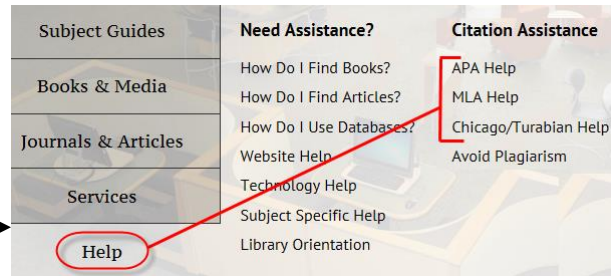 Subject Guides
Books & Media
Journals & Articles
Services
Help
Need Assistance?
How Do I Find Books?
How Do I Find Articles?
How Do I Use Databases?
Website Help
Technology Help
Subject Specific Help
Library Orientation
Citation Assistance
APA Help
MLA Help
Chicago/Turabian Help
Avoid Plagiarism